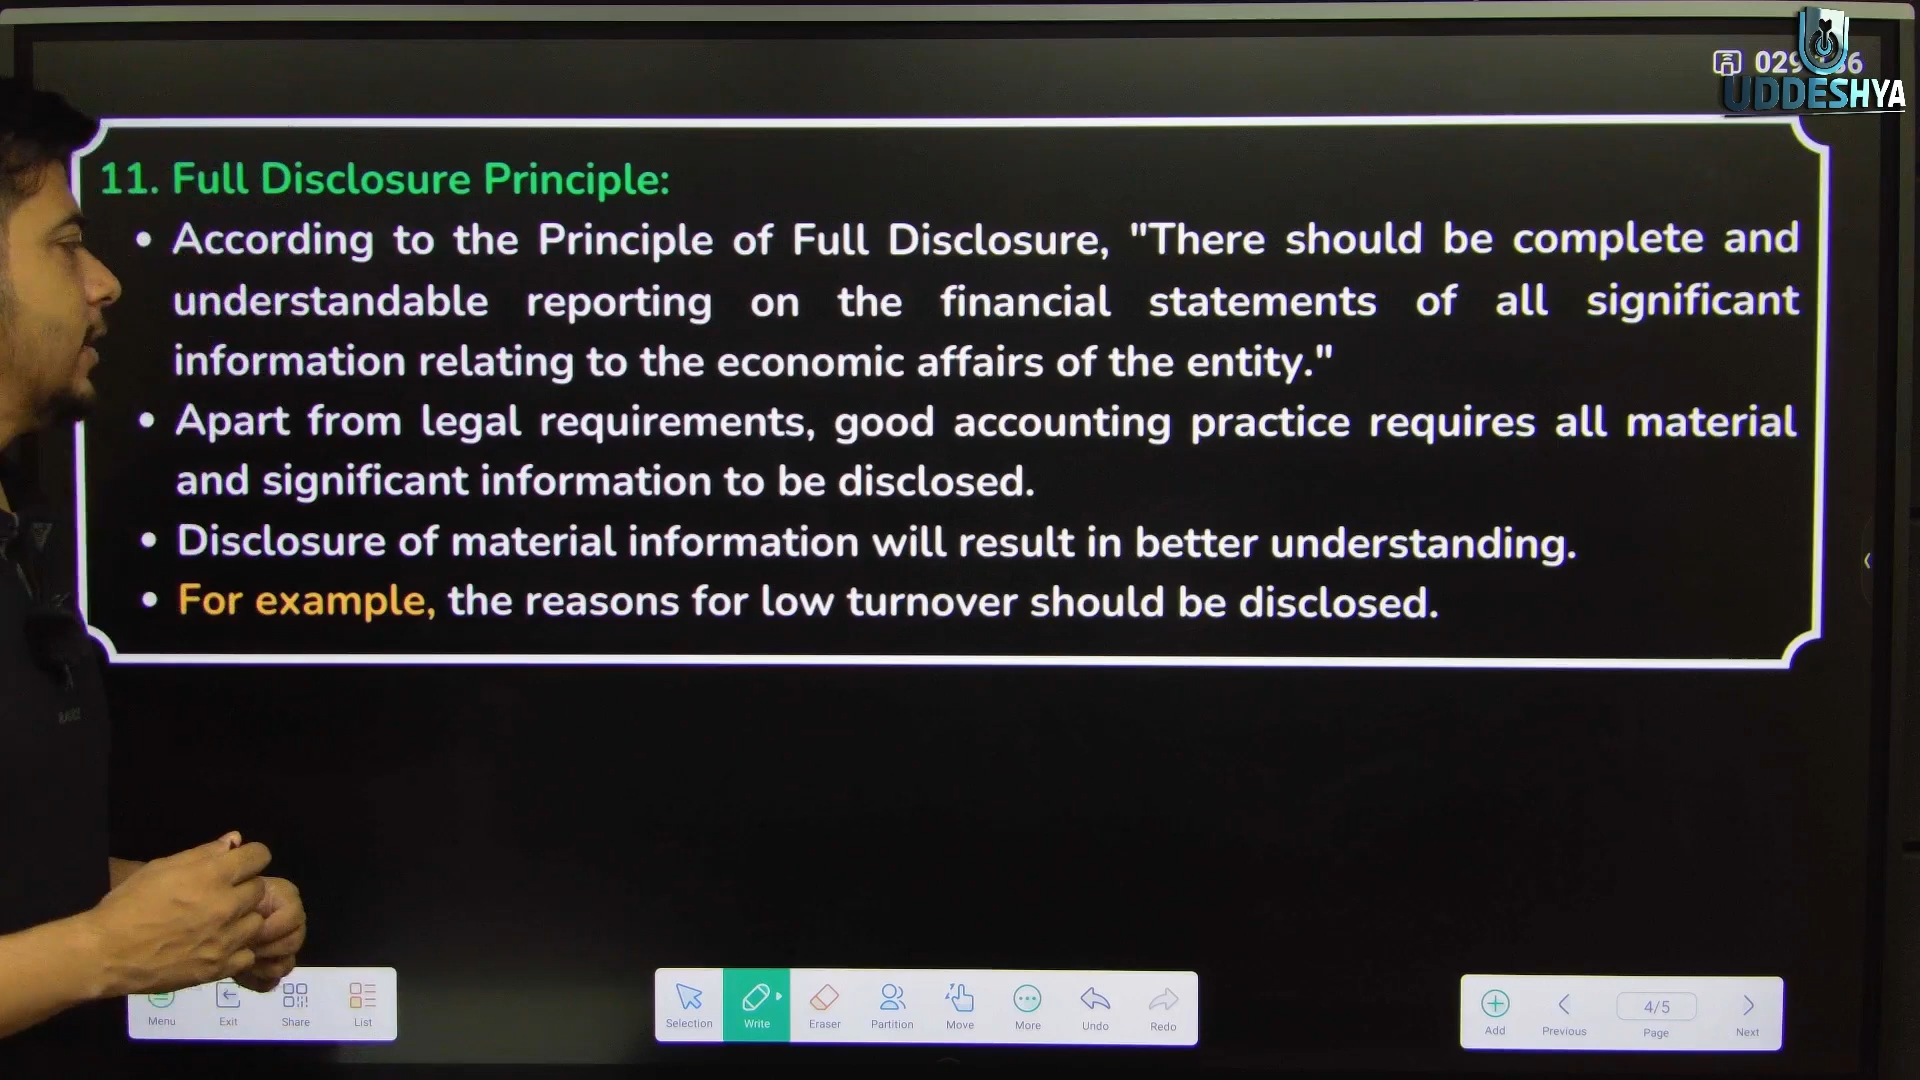 UDDESHYA
11. Full Disclosure Principle:
• According to the Principle of Full Disclosure, "There should be complete and
understandable reporting on the financial statements of all significant
information relating to the economic affairs of the entity."
• Apart from legal requirements, good accounting practice requires all material
and significant information to be disclosed.
• Disclosure of material information will result in better understanding.
• For example, the reasons for low turnover should be disclosed.
Menu Exit Share List
Selection Write Eraser Partition Move More Undo Redo
Add Previous 4/5 Page Next